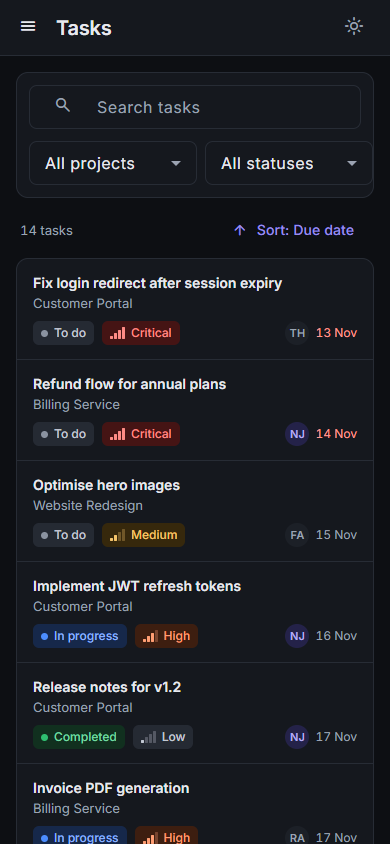 Tasks
Search tasks
All projects All statuses
14 tasks Sort: Due date
Fix login redirect after session expiry
Customer Portal
To do Critical TH 13 Nov
Refund flow for annual plans
Billing Service
To do Critical NJ 14 Nov
Optimise hero images
Website Redesign
To do Medium FA 15 Nov
Implement JWT refresh tokens
Customer Portal
In progress High NJ 16 Nov
Release notes for v1.2
Customer Portal
Completed Low NJ 17 Nov
Invoice PDF generation
Billing Service
In progress High RA 17 Nov